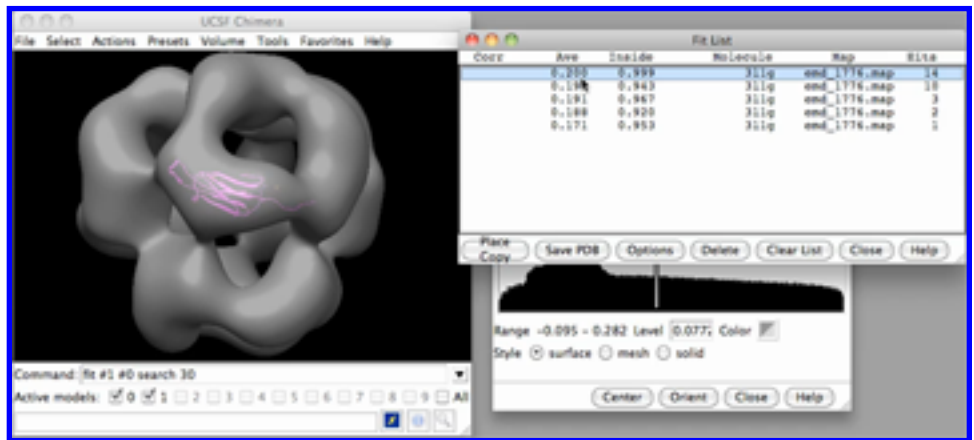 UCSF Chimera
File Select Actions Presets Volume Tools Favorites Help
Fit List
Corr Ave Inside Molecule Map Hits
0.200 0.999 3iig emd_1776.map 14
0.943 emd_1776.map 10
0.191 0.967 emd_1776.map 3
0.188 0.920 emd_1776.map 2
0.171 0.953 emd_1776.map 1
Place Copy Save PDB Options Delete Clear List Close Help
Range -0.095 - 0.282 Level Color
Style surface mesh solid
Center Orient Close Help
Command: fit #1 #0 search 30
Active models: 0 1 2 3 4 5 6 7 8 9 All